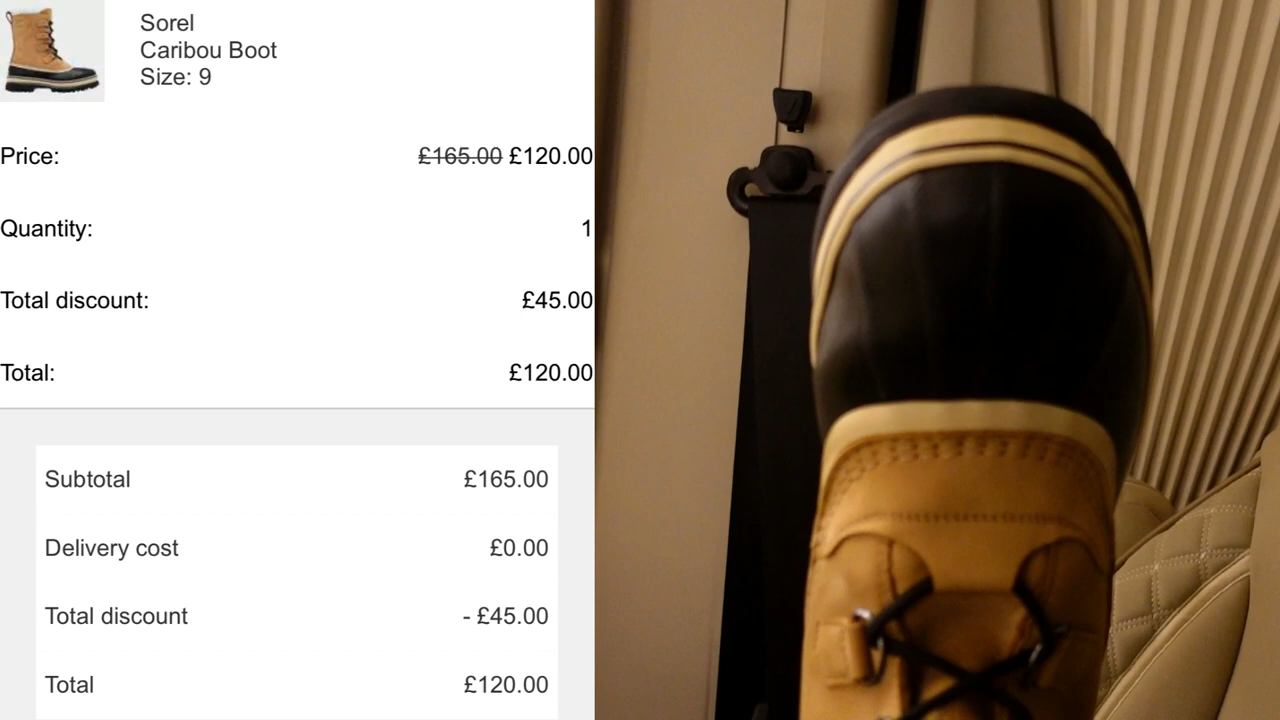 Sorel
Caribou Boot
Size: 9
Price: £165.00 £120.00
Quantity: 1
Total discount: £45.00
Total: £120.00
Subtotal £165.00
Delivery cost £0.00
Total discount - £45.00
Total £120.00